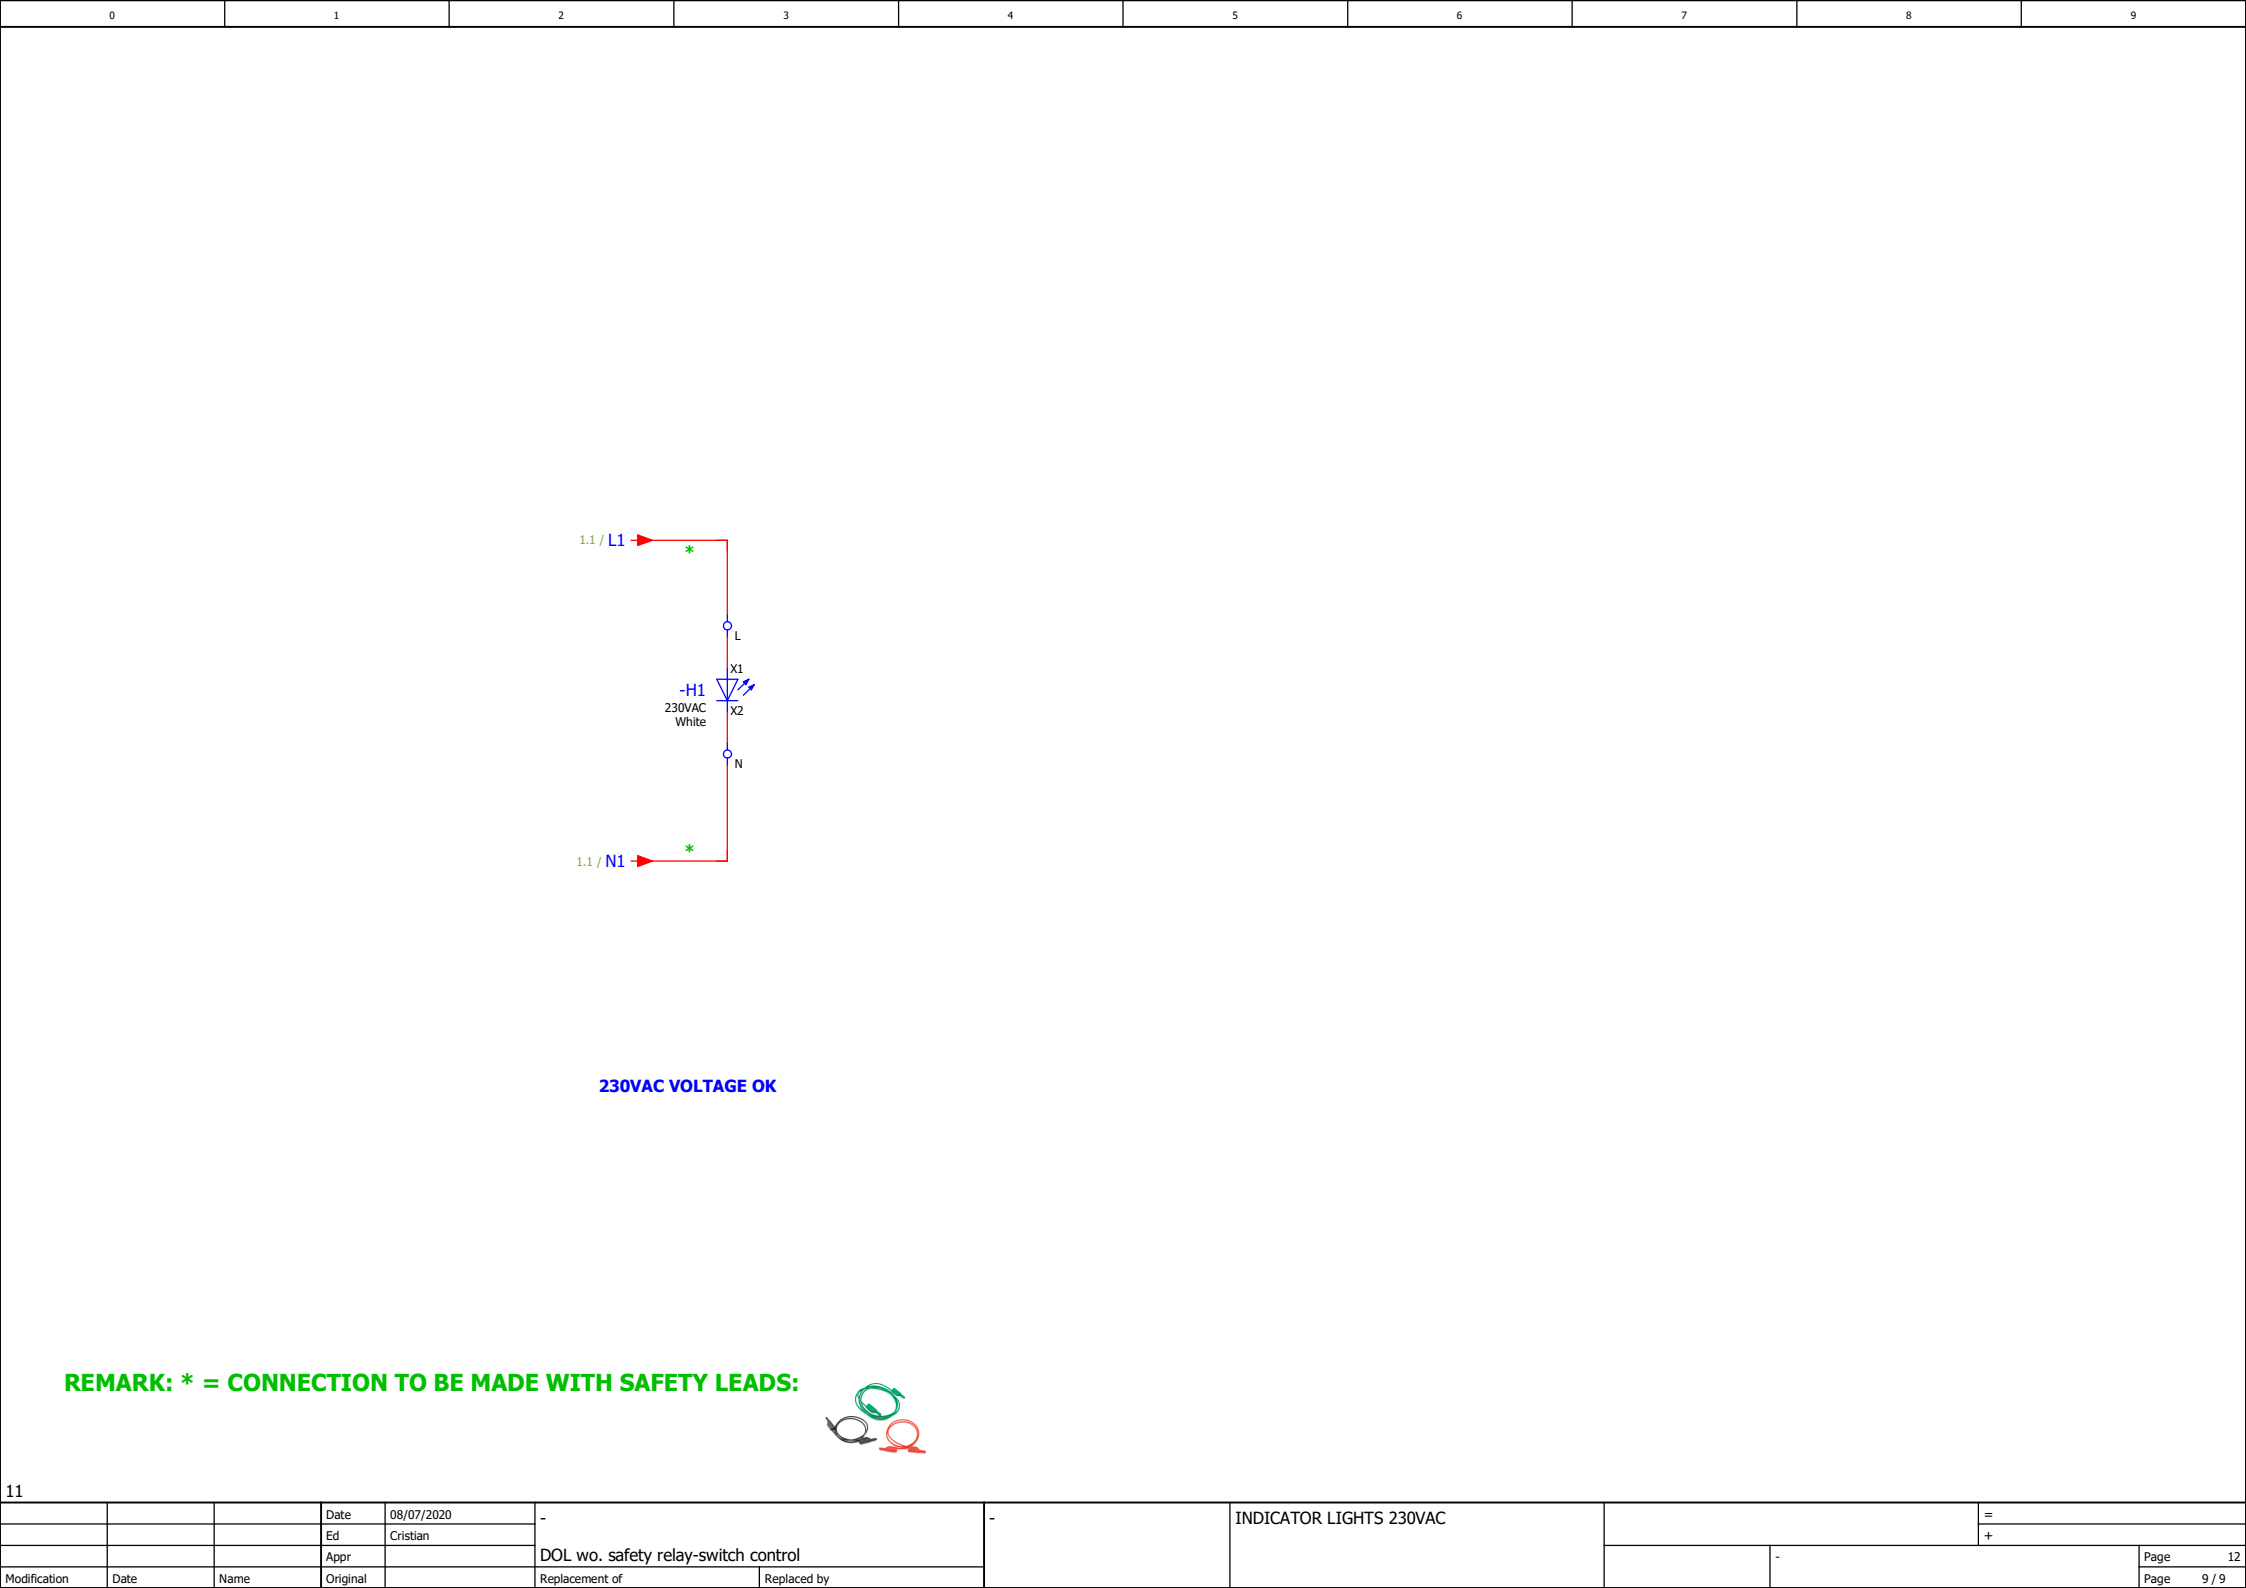 0 1 2 3 4 5 6 7 8 9
1.1 / L1
*
L
X1
-H1
230VAC
X2
White
N
*
1.1 / N1
230VAC VOLTAGE OK
REMARK: * = CONNECTION TO BE MADE WITH SAFETY LEADS:
11
Date 08/07/2020 - - INDICATOR LIGHTS 230VAC =
Ed Cristian +
Appr DOL wo. safety relay-switch control - Page 12
Modification Date Name Original Replacement of Replaced by Page 9 / 9